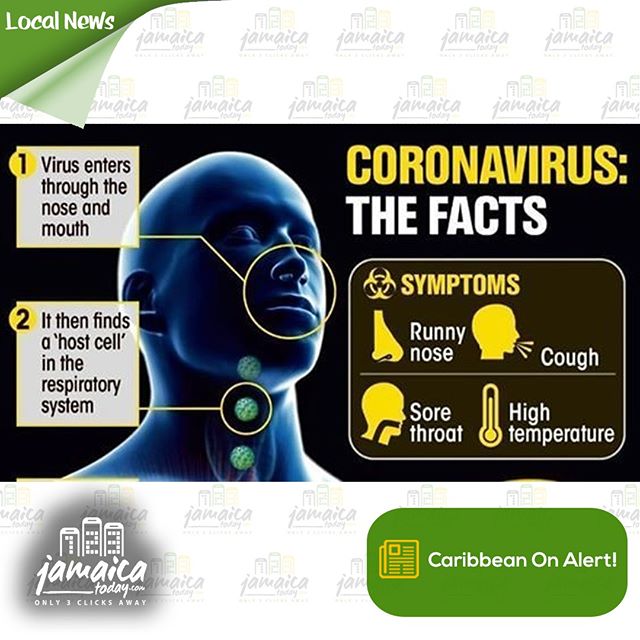 Local News
1 Virus enters
through the
nose and
mouth
CORONAVIRUS:
THE FACTS
SYMPTOMS
Runny
nose
Cough
Sore
throat
High
temperature
2 It then finds
a ‘host cell’
in the
respiratory
system
jamaica
today.com
ONLY 3 CLICKS AWAY
Caribbean On Alert!